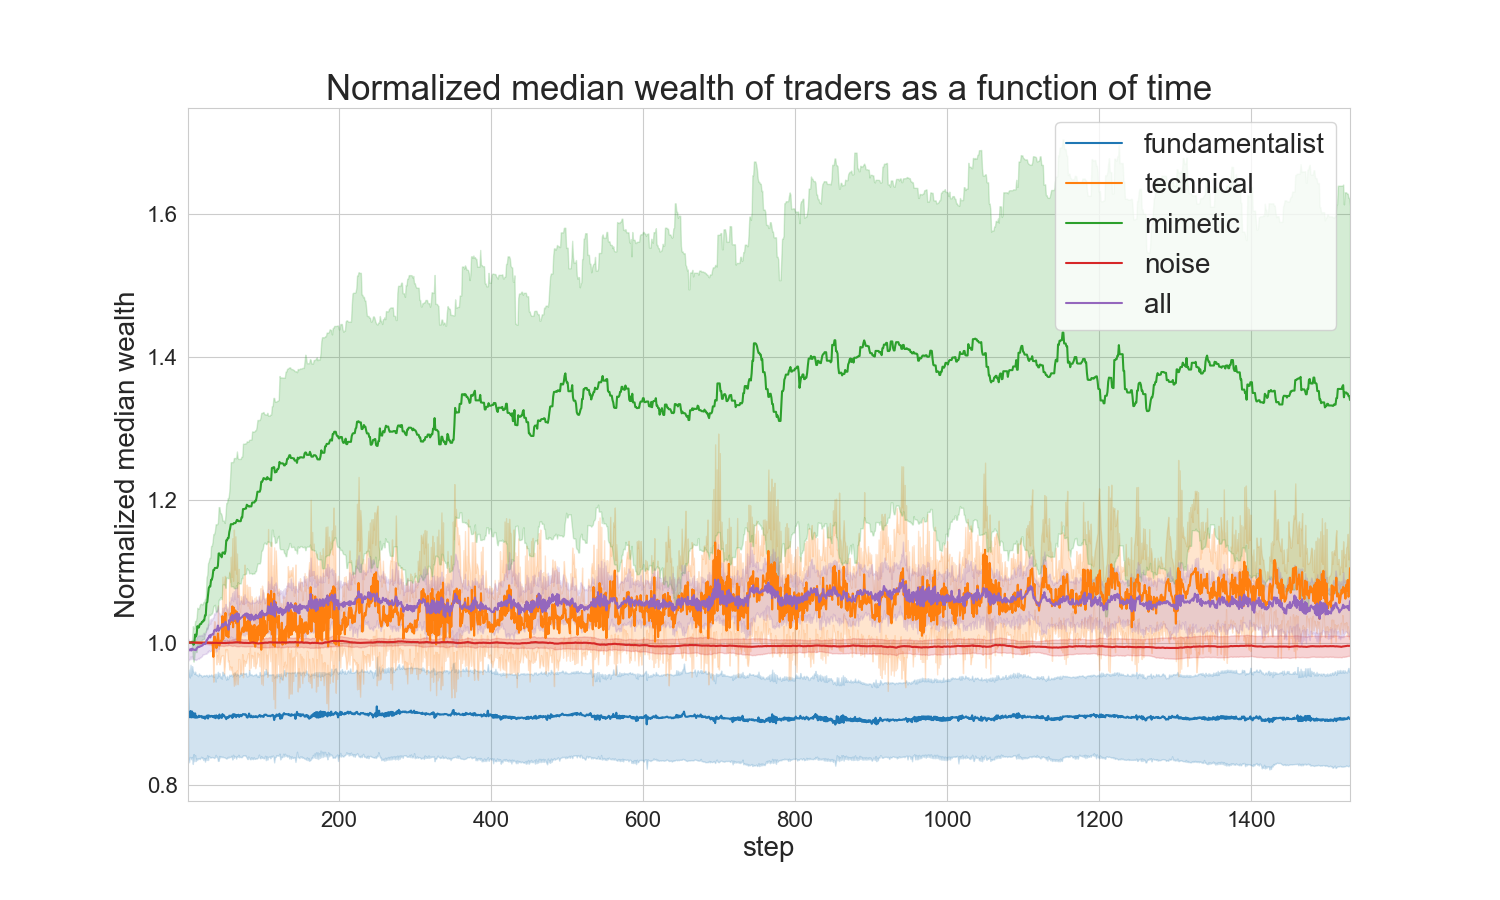 Normalized median wealth of traders as a function of time
fundamentalist
technical
mimetic
noise
all
Normalized median wealth
1.6
1.4
1.2
1.0
0.8
200 400 600 800 1000 1200 1400
step